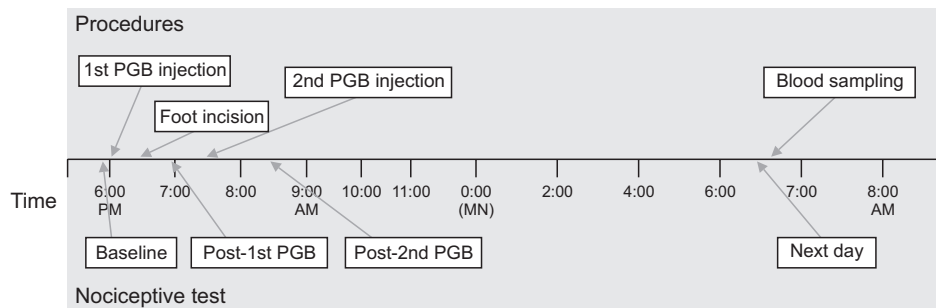 Procedures
1st PGB injection
2nd PGB injection
Blood sampling
Foot incision
Time
6:00 7:00 8:00 9:00 10:00 11:00 0:00 2:00 4:00 6:00 7:00 8:00
PM AM (MN) AM
Baseline Post-1st PGB Post-2nd PGB Next day
Nociceptive test